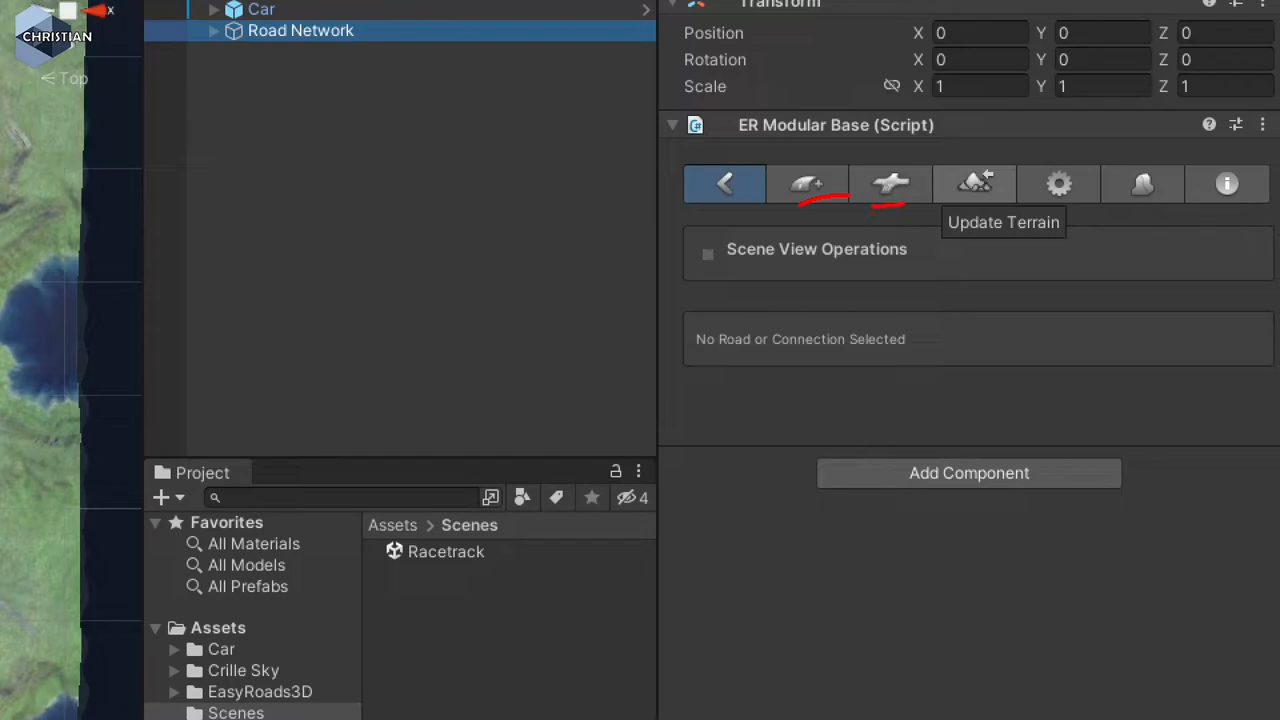 x
CHRISTIAN
Top
Car
Road Network
Transform
Position X 0 Y 0 Z 0
Rotation X 0 Y 0 Z 0
Scale X 1 Y 1 Z 1
ER Modular Base (Script)
Update Terrain
Scene View Operations
No Road or Connection Selected
Add Component
Project
4
Favorites
All Materials
All Models
All Prefabs
Assets
Car
Crille Sky
EasyRoads3D
Scenes
Assets > Scenes
Racetrack